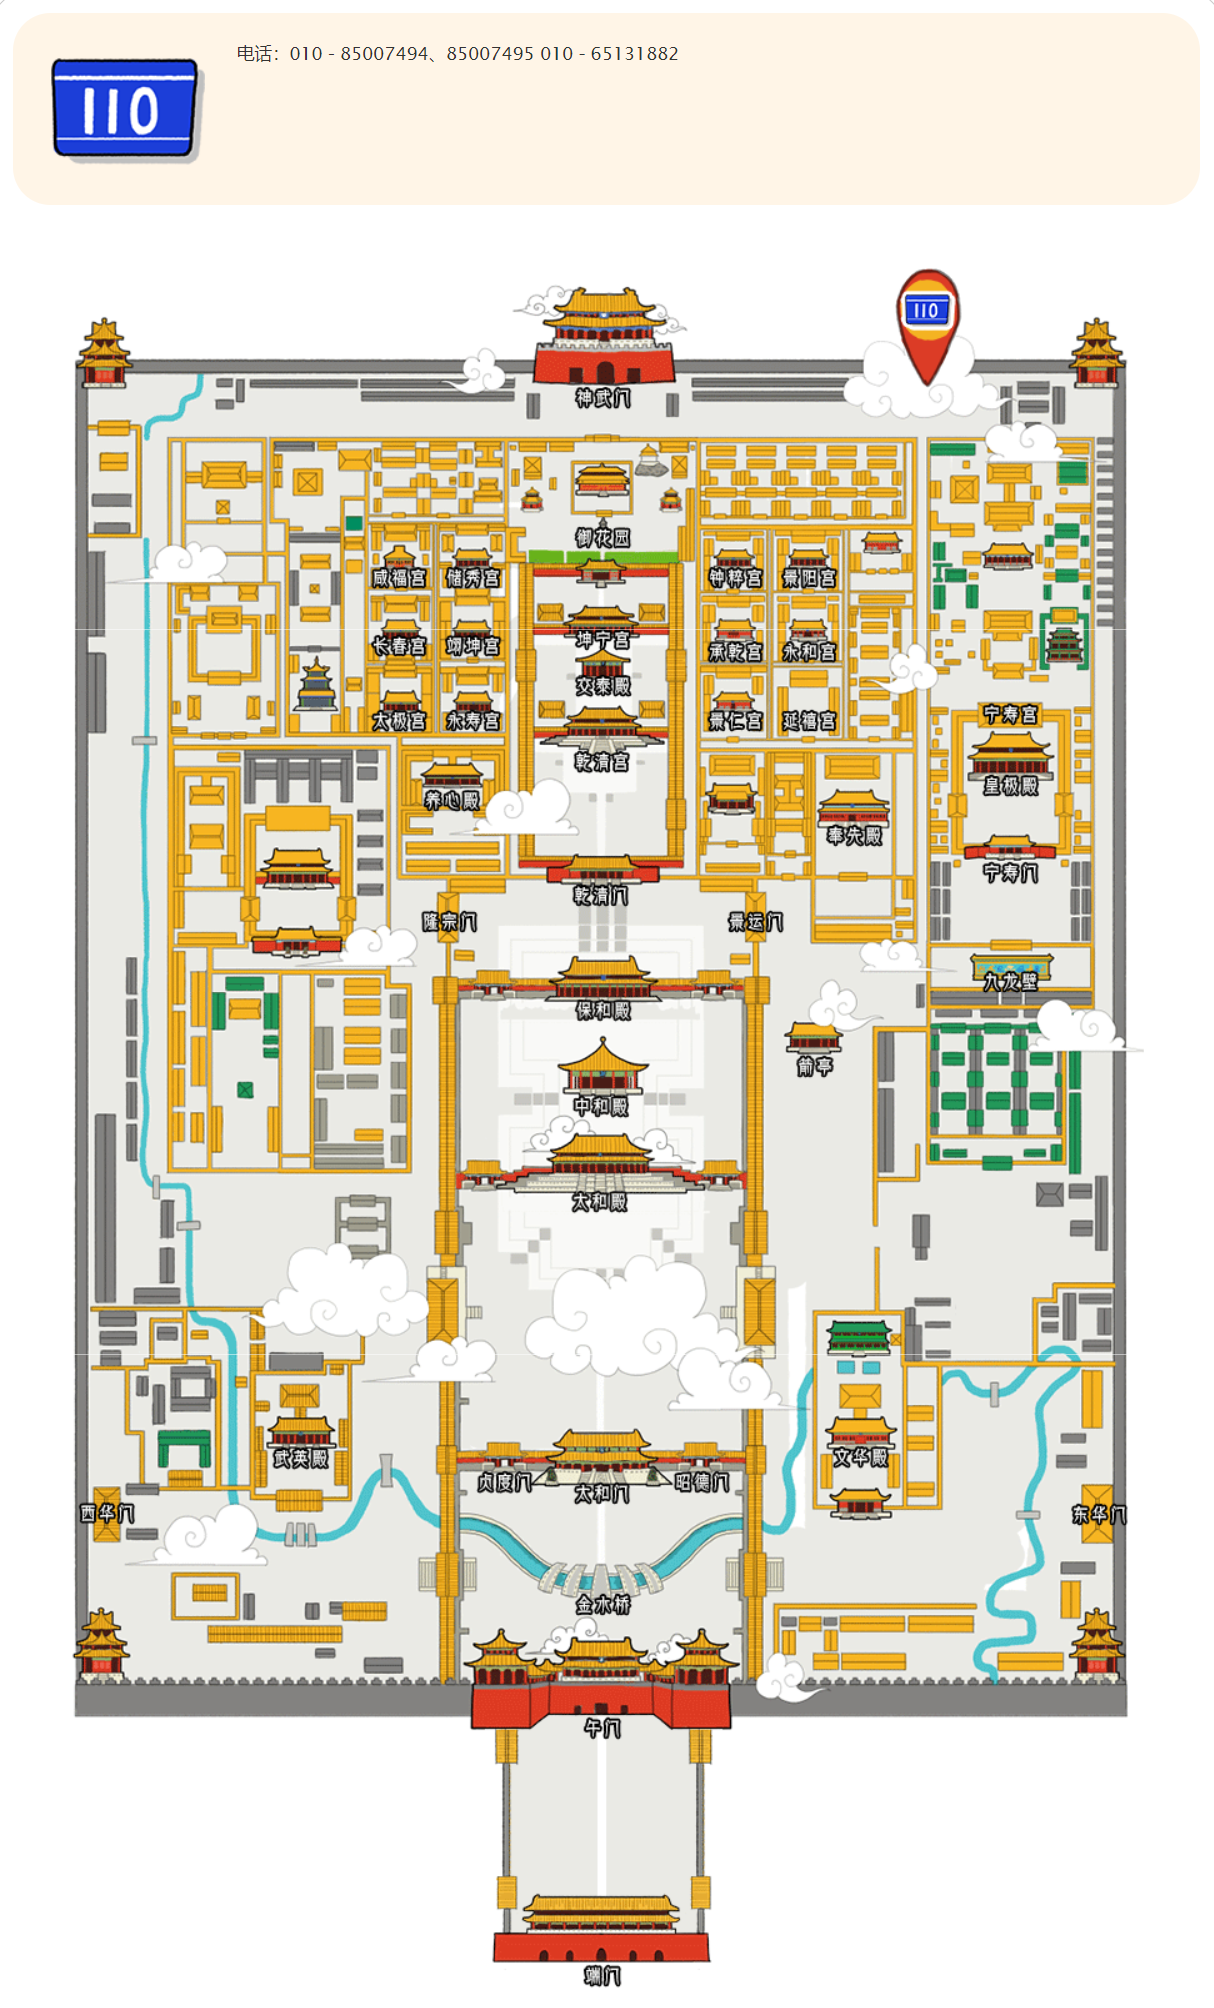 110
电话：010 - 85007494、85007495 010 - 65131882
110
神武门
御花园
咸福宫
储秀宫
钟粹宫
景阳宫
长春宫
翊坤宫
坤宁宫
承乾宫
永和宫
交泰殿
太极宫
永寿宫
景仁宫
延禧宫
宁寿宫
乾清宫
皇极殿
养心殿
奉先殿
宁寿门
乾清门
隆宗门
景运门
九龙壁
保和殿
箭亭
中和殿
太和殿
武英殿
文华殿
贞度门
太和门
昭德门
西华门
东华门
金水桥
午门
端门